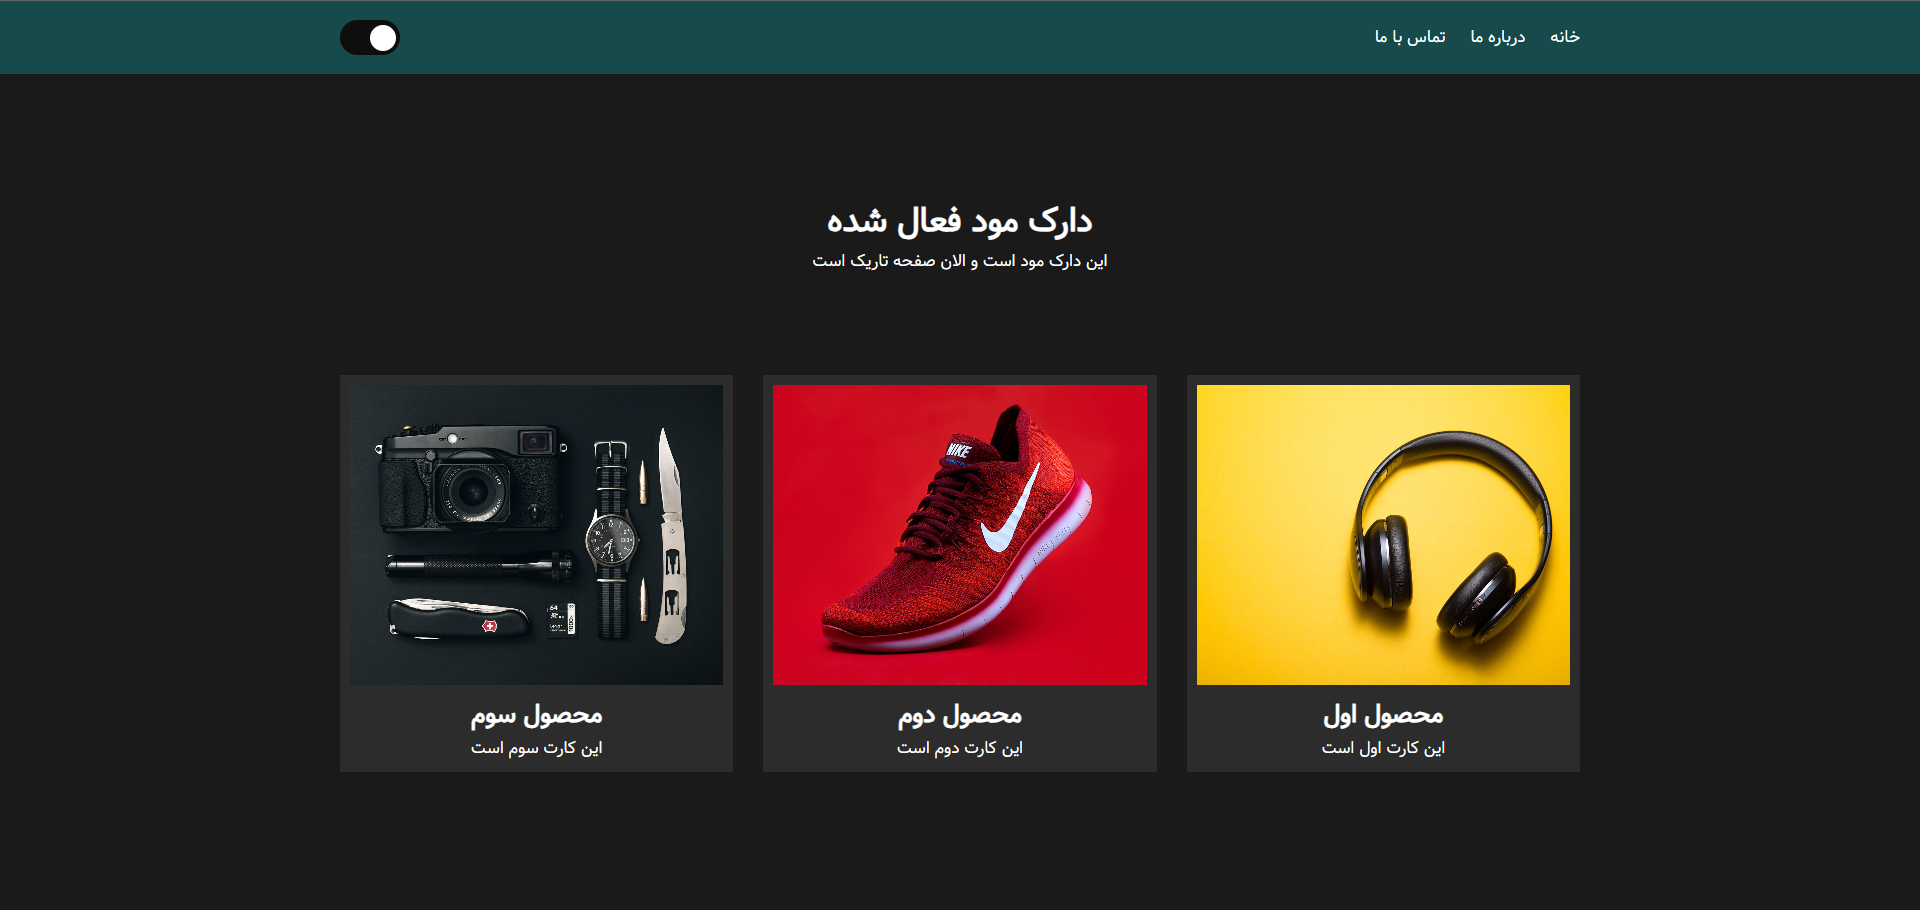 خانه درباره ما تماس با ما
دارک مود فعال شده
این دارک مود است و الان صفحه تاریک است
NIKE
64
محصول اول
این کارت اول است
محصول دوم
این کارت دوم است
محصول سوم
این کارت سوم است